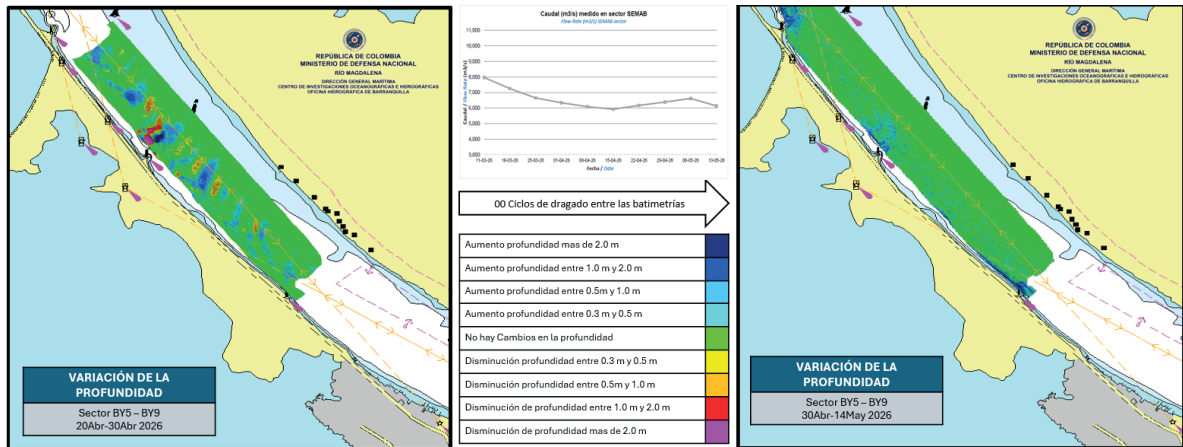 REPÚBLICA DE COLOMBIA
MINISTERIO DE DEFENSA NACIONAL
RÍO MAGDALENA
DIRECCIÓN GENERAL MARÍTIMA
CENTRO DE INVESTIGACIONES OCEANOGRÁFICAS E HIDROGRÁFICAS
OFICINA HIDROGRÁFICA DE BARRANQUILLA
VARIACIÓN DE LA
PROFUNDIDAD
Sector BY5 – BY9
20Abr-30Abr 2026
Caudal (m3/s) medido en sector SEMAB
Flow Rate (m3/s) SEMAB sector
Caudal / Flow Rate (m3/s)
11,000
10,000
9,000
8,000
7,000
6,000
5,000
4,000
3,000
11-03-26
18-03-26
25-03-26
01-04-26
08-04-26
15-04-26
22-04-26
29-04-26
06-05-26
13-05-26
Fecha / Date
00 Ciclos de dragado entre las batimetrías
Aumento profundidad mas de 2.0 m
Aumento profundidad entre 1.0 m y 2.0 m
Aumento profundidad entre 0.5m y 1.0 m
Aumento profundidad entre 0.3 m y 0.5 m
No hay Cambios en la profundidad
Disminución profundidad entre 0.3 m y 0.5 m
Disminución profundidad entre 0.5m y 1.0 m
Disminución de profundidad entre 1.0 m y 2.0 m
Disminución de profundidad mas de 2.0 m
REPÚBLICA DE COLOMBIA
MINISTERIO DE DEFENSA NACIONAL
RÍO MAGDALENA
DIRECCIÓN GENERAL MARÍTIMA
CENTRO DE INVESTIGACIONES OCEANOGRÁFICAS E HIDROGRÁFICAS
OFICINA HIDROGRÁFICA DE BARRANQUILLA
VARIACIÓN DE LA
PROFUNDIDAD
Sector BY5 – BY9
30Abr-14May 2026